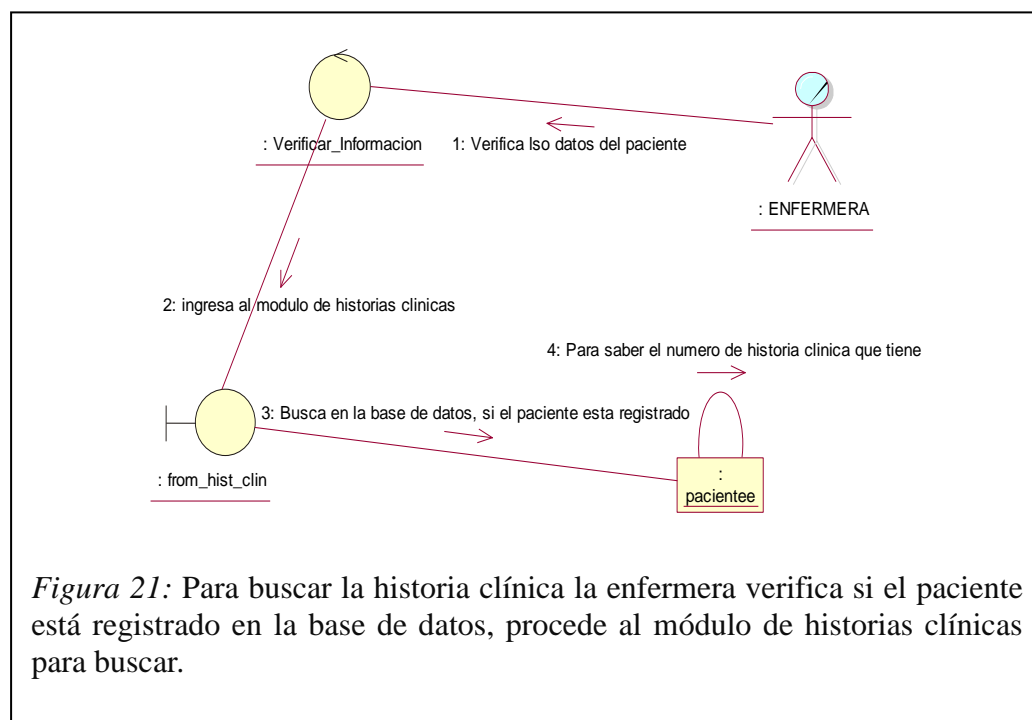 : Verificar_Informacion
1: Verifica lso datos del paciente
: ENFERMERA
2: ingresa al modulo de historias clinicas
4: Para saber el numero de historia clinica que tiene
3: Busca en la base de datos, si el paciente esta registrado
: from_hist_clin
:
pacientee
Figura 21: Para buscar la historia clínica la enfermera verifica si el paciente
está registrado en la base de datos, procede al módulo de historias clínicas
para buscar.